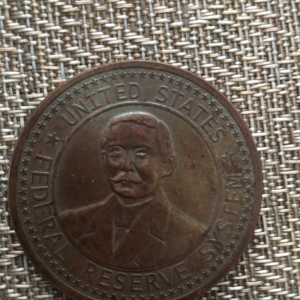 UNITED STATES
FEDERAL RESERVE SYSTEM